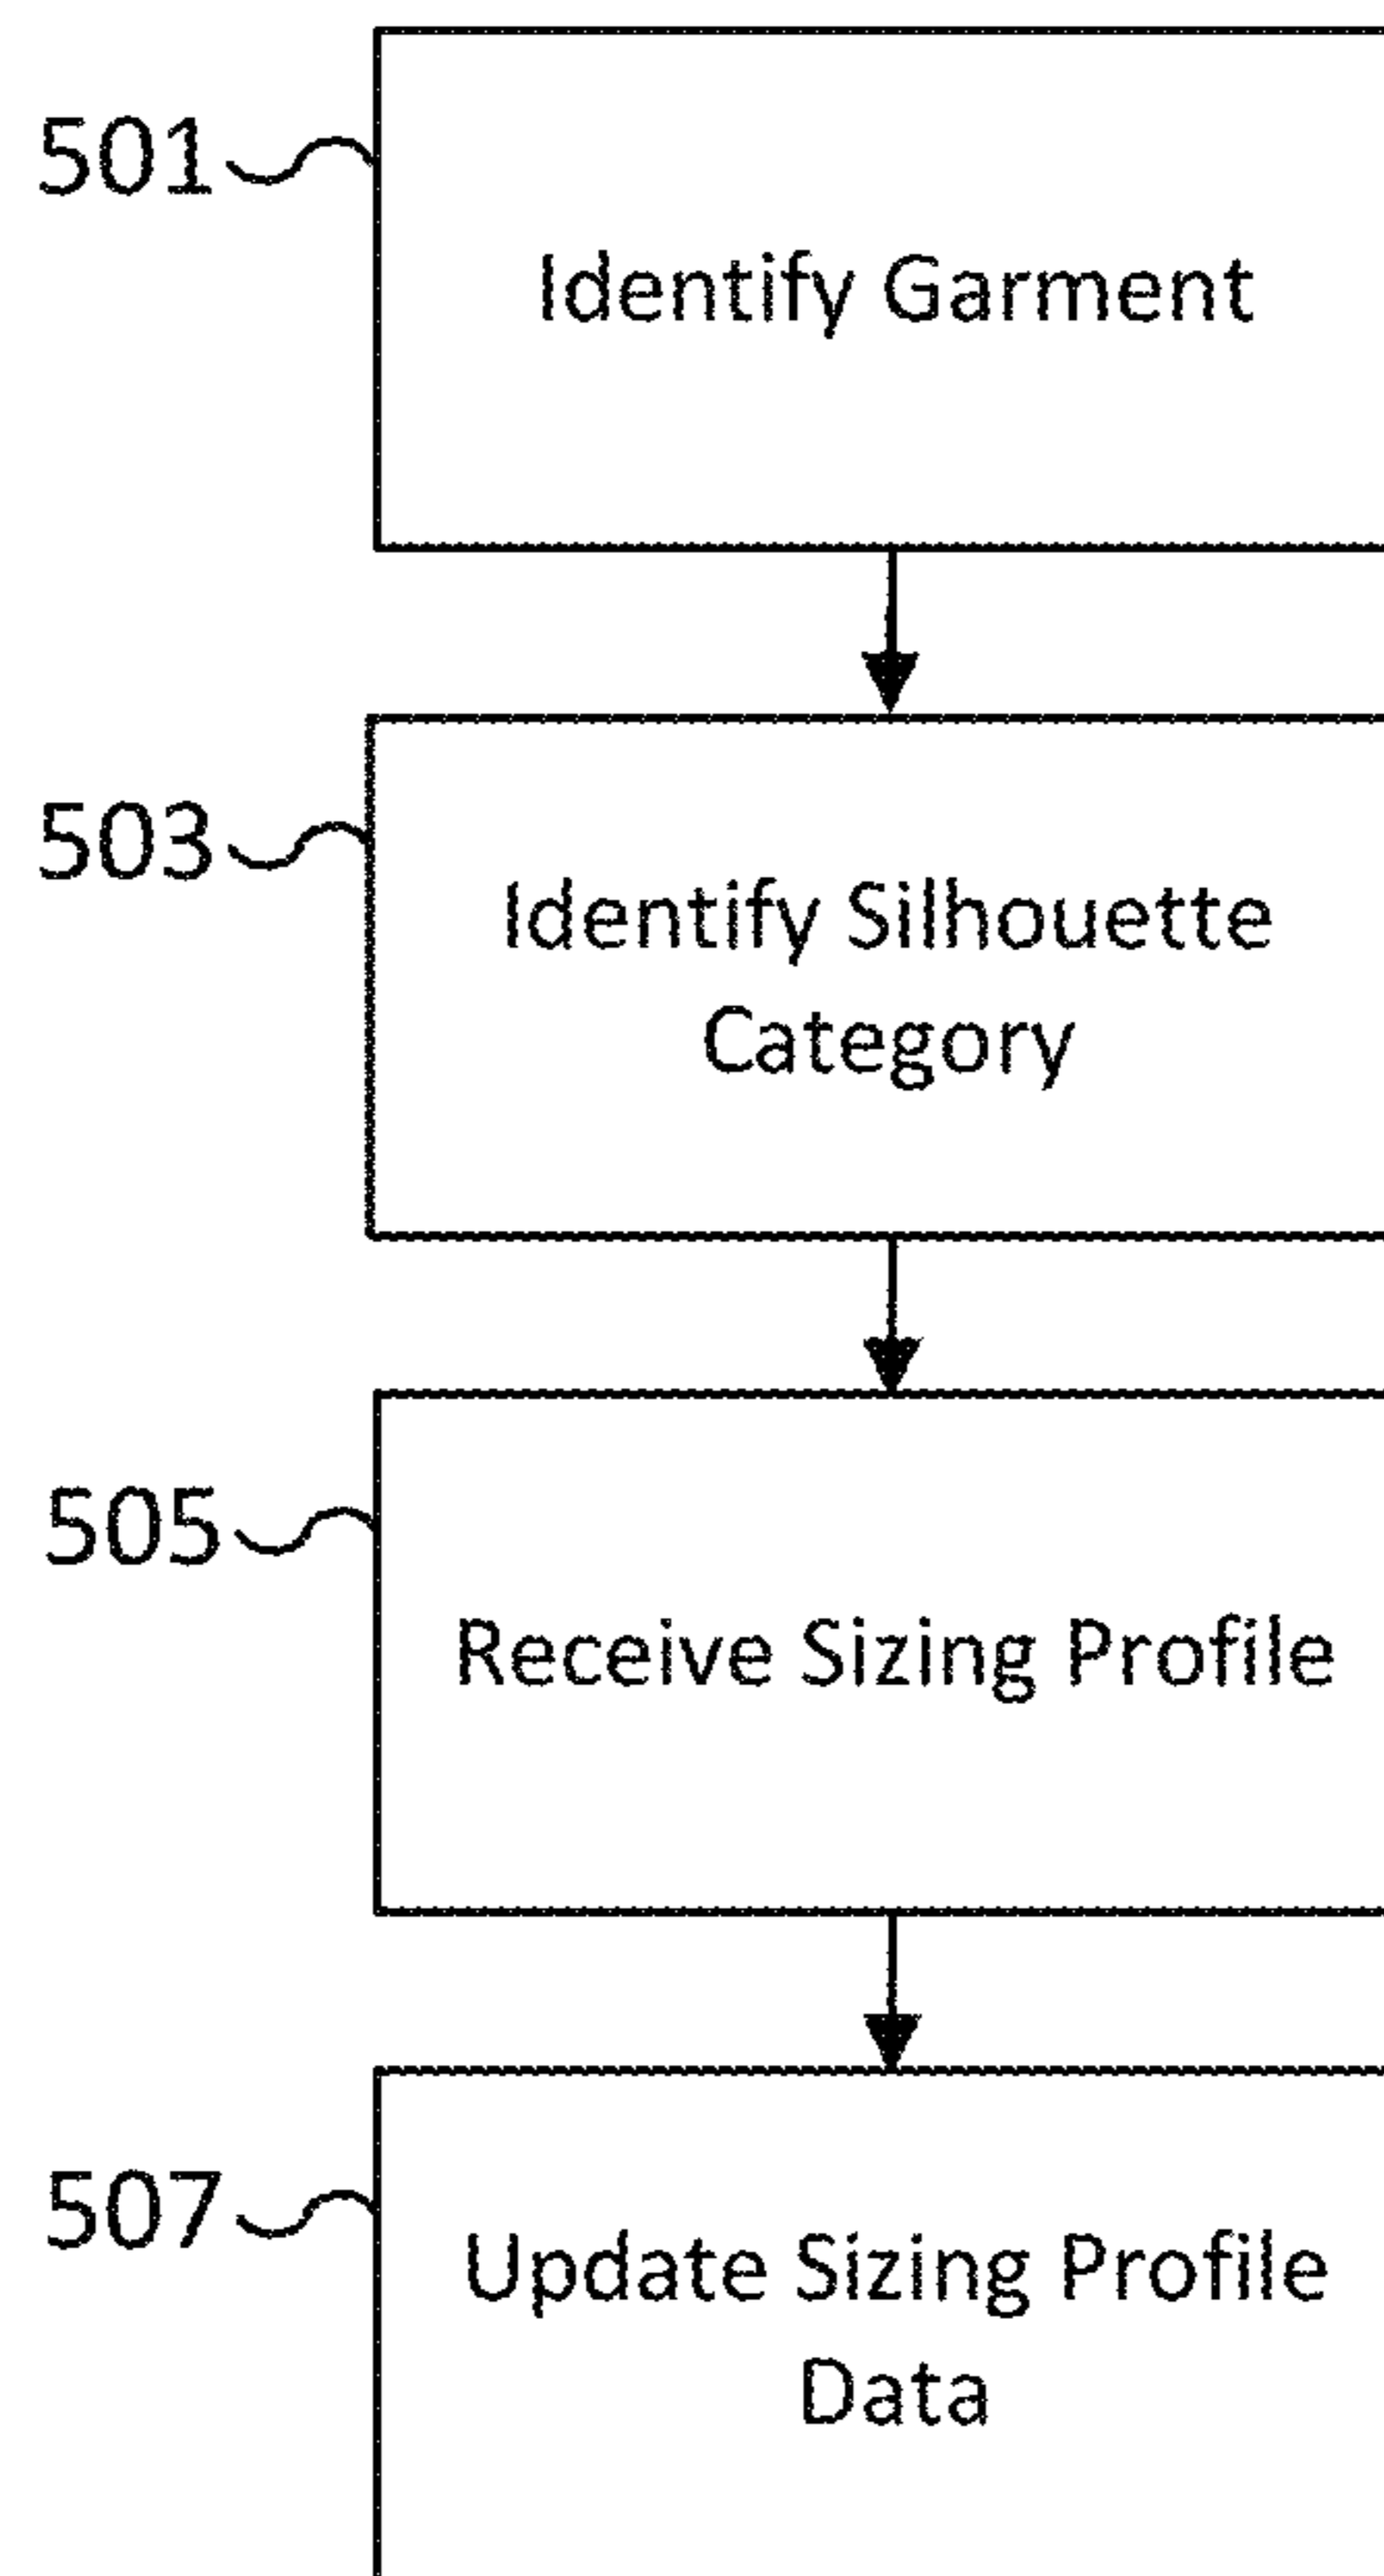 501
Identify Garment
503
Identify Silhouette
Category
505
Receive Sizing Profile
507
Update Sizing Profile
Data